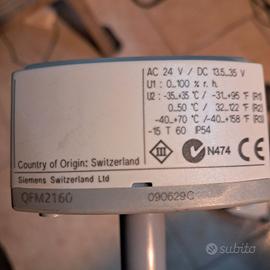 AC 24 V / DC 13.5...35 V
U1 : 0...100 % r. h.
U2 : -35...+35 °C / -31...+95 °F (R1)
0...50 °C / 32...122 °F (R2)
-40...+70 °C / -40...+158 °F (R3)
-15 T 60 IP54
III
CE
N474
Country of Origin: Switzerland
Siemens Switzerland Ltd
QFM2160
090629C
subito